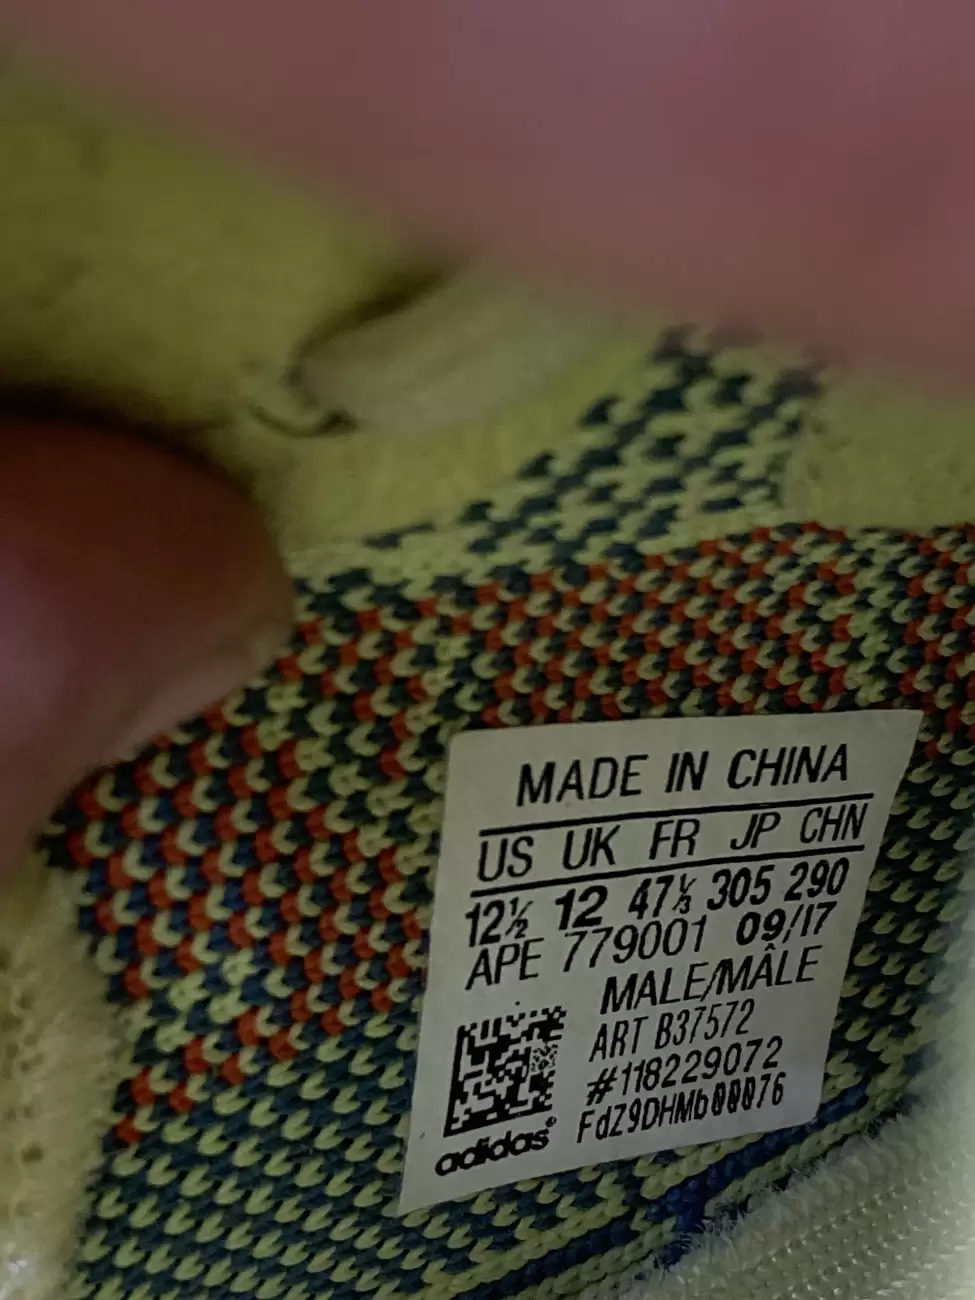 MADE IN CHINA
US UK FR JP CHN
12½ 12 47⅓ 305 290
APE 779001 09/17
MALE/MÂLE
ART B37572
#118229072
FdZ9DHMb00076
adidas